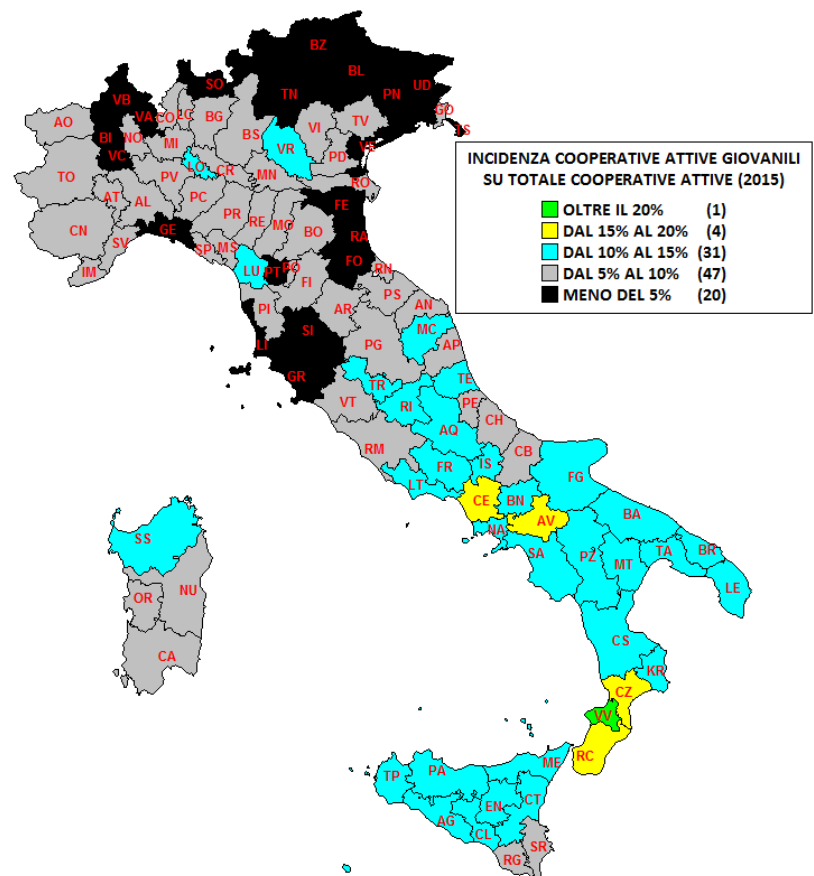 BZ
BL
UD
SO
TN
PN
VB
VA
CO
LC
BG
GO
TS
AO
BI
NO
BS
VI
TV
VE
MI
VR
VC
LO
PD
TO
PV
CR
MN
RO
AT
AL
PC
FE
PR
RE
MO
BO
CN
GE
RA
SV
SP
MS
FO
IM
LU
PT
PO
RN
FI
PS
PI
AR
AN
SI
MC
LI
PG
AP
GR
TR
TE
VT
RI
PE
CH
AQ
RM
CB
IS
FR
FG
LT
CE
BN
BA
NA
AV
SS
SA
PZ
TA
BR
MT
LE
OR
NU
CS
CA
KR
CZ
VV
RC
ME
TP
PA
EN
CT
AG
CL
SR
RG
INCIDENZA COOPERATIVE ATTIVE GIOVANILI
SU TOTALE COOPERATIVE ATTIVE (2015)
OLTRE IL 20% (1)
DAL 15% AL 20% (4)
DAL 10% AL 15% (31)
DAL 5% AL 10% (47)
MENO DEL 5% (20)